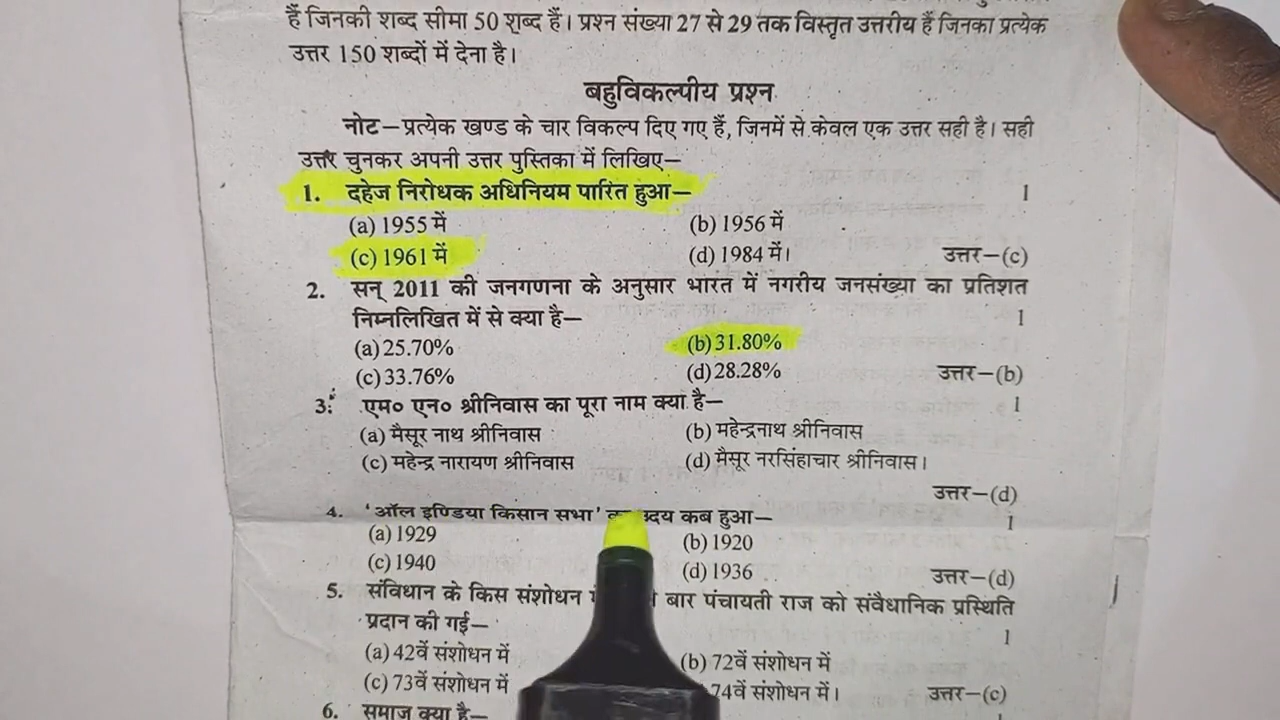 हैं जिनकी शब्द सीमा 50 शब्द हैं। प्रश्न संख्या 27 से 29 तक विस्तृत उत्तरीय हैं जिनका प्रत्येक
उत्तर 150 शब्दों में देना है।
बहुविकल्पीय प्रश्न
नोट—प्रत्येक खण्ड के चार विकल्प दिए गए हैं, जिनमें से केवल एक उत्तर सही है। सही
उत्तर चुनकर अपनी उत्तर पुस्तिका में लिखिए—
1. दहेज निरोधक अधिनियम पारित हुआ— 1
(a) 1955 में (b) 1956 में
(c) 1961 में (d) 1984 में। उत्तर—(c)
2. सन् 2011 की जनगणना के अनुसार भारत में नगरीय जनसंख्या का प्रतिशत
निम्नलिखित में से क्या है— 1
(a) 25.70% (b) 31.80%
(c) 33.76% (d) 28.28% उत्तर—(b)
3. एम० एन० श्रीनिवास का पूरा नाम क्या है— 1
(a) मैसूर नाथ श्रीनिवास (b) महेन्द्रनाथ श्रीनिवास
(c) महेन्द्र नारायण श्रीनिवास (d) मैसूर नरसिंहाचार श्रीनिवास।
उत्तर—(d)
4. 'ऑल इण्डिया किसान सभा' उदय कब हुआ— 1
(a) 1929 (b) 1920
(c) 1940 (d) 1936 उत्तर—(d)
5. संविधान के किस संशोधन बार पंचायती राज को संवैधानिक प्रस्थिति
प्रदान की गई— 1
(a) 42वें संशोधन में (b) 72वें संशोधन में
(c) 73वें संशोधन में 74वें संशोधन में। उत्तर—(c)
6. समाज क्या है—